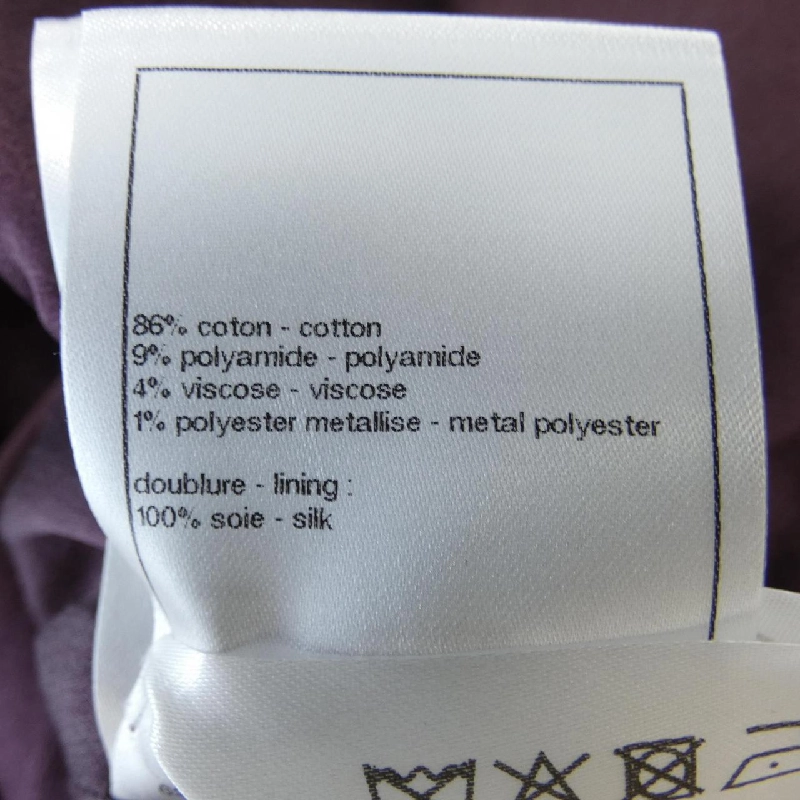 86% coton - cotton
9% polyamide - polyamide
4% viscose - viscose
1% polyester metallise - metal polyester
doublure - lining :
100% soie - silk